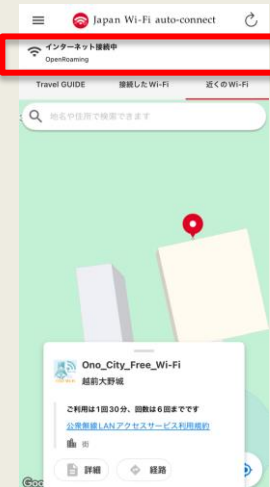 Japan Wi-Fi auto-connect
インターネット接続中
OpenRoaming
Travel GUIDE 接続した Wi-Fi 近くの Wi-Fi
地名や住所で検索できます
Ono_City_Free_Wi-Fi
越前大野城
ご利用は1回30分、回数は6回までです
公衆無線LANアクセスサービス利用規約
街
詳細 経路
Goo